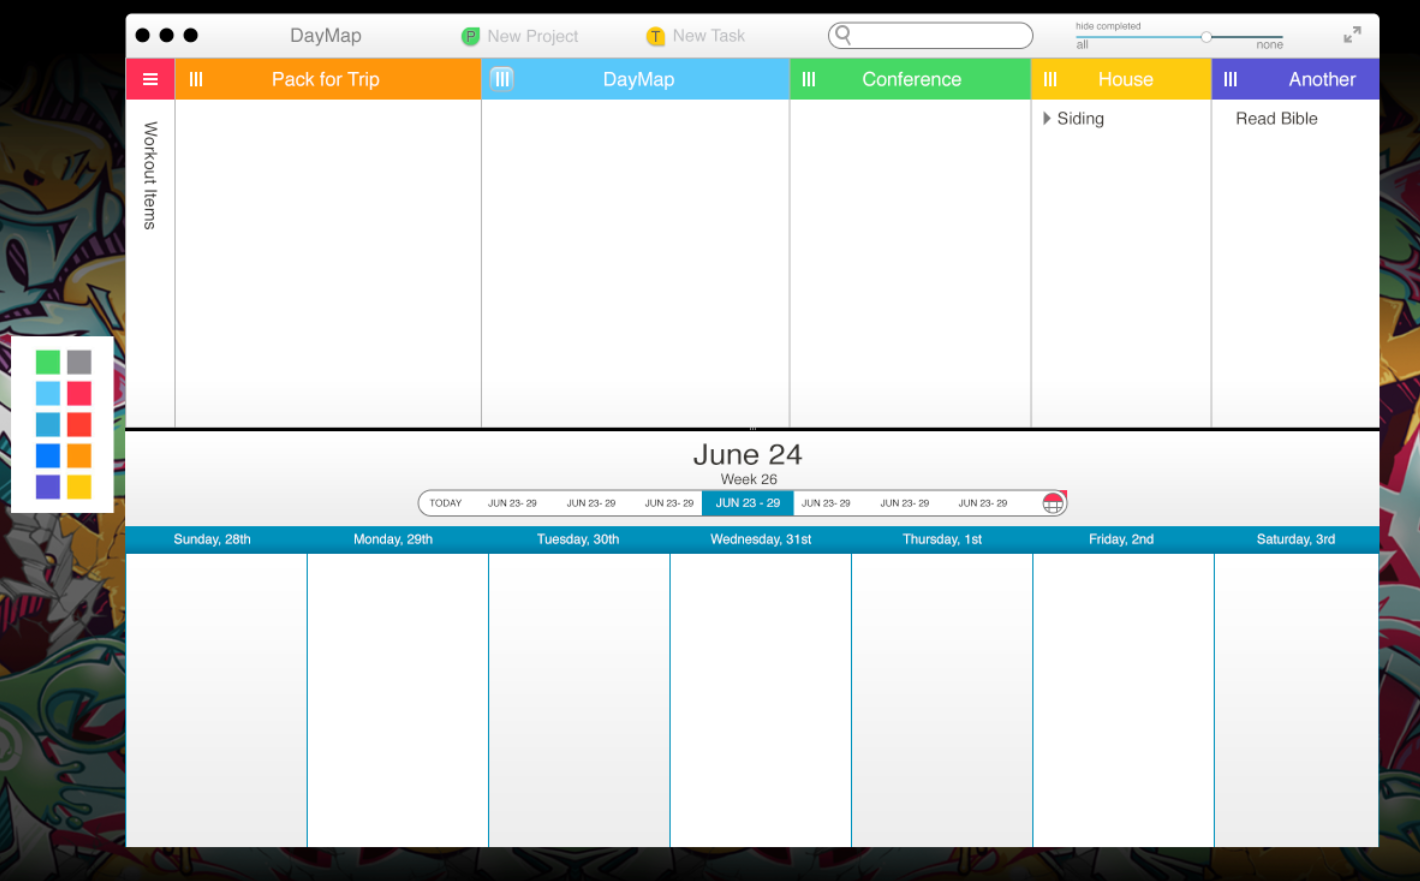 DayMap
P New Project
T New Task
hide completed
all
none
Pack for Trip
DayMap
Conference
House
Another
Workout Items
Siding
Read Bible
June 24
Week 26
TODAY JUN 23- 29 JUN 23- 29 JUN 23- 29 JUN 23 - 29 JUN 23- 29 JUN 23- 29 JUN 23- 29
Sunday, 28th Monday, 29th Tuesday, 30th Wednesday, 31st Thursday, 1st Friday, 2nd Saturday, 3rd